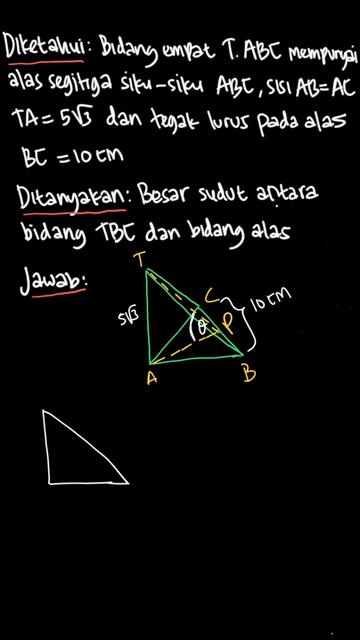 Diketahui: Bidang empat T.ABC mempunyai
alas segitiga siku-siku ABC, sisi AB=AC
TA = 5√3 dan tegak lurus pada alas
BC = 10 cm
Ditanyakan: Besar sudut antara
bidang TBC dan bidang alas
Jawab:
T
C
10 cm
5√3
θ
P
A
B